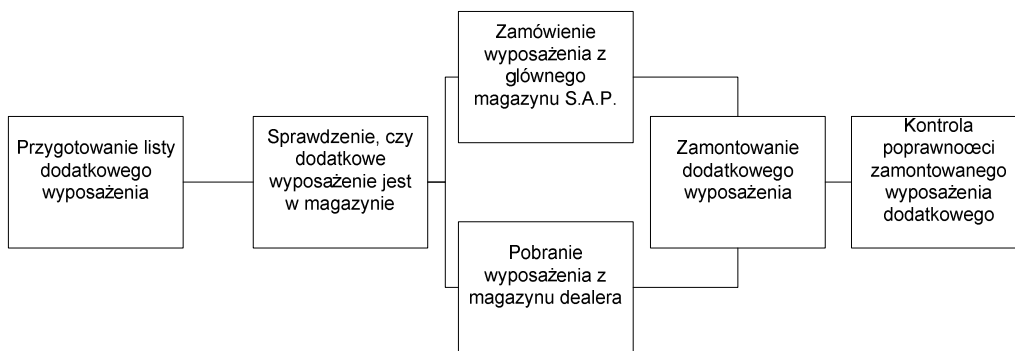 Przygotowanie listy
dodatkowego
wyposażenia
Sprawdzenie, czy
dodatkowe
wyposażenie jest
w magazynie
Zamówienie
wyposażenia z
głównego
magazynu S.A.P.
Pobranie
wyposażenia z
magazynu dealera
Zamontowanie
dodatkowego
wyposażenia
Kontrola
poprawnoœci
zamontowanego
wyposażenia
dodatkowego